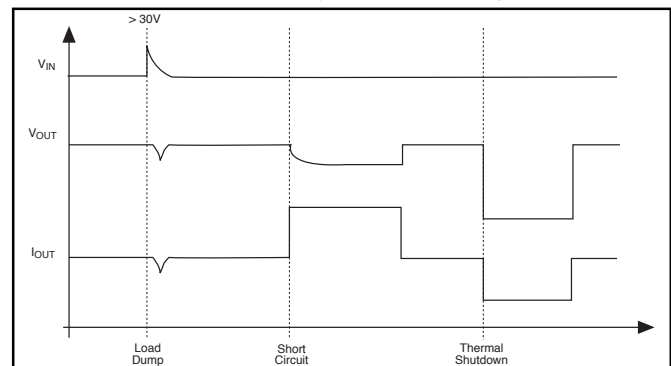 > 30V
VIN
VOUT
IOUT
Load
Dump
Short
Circuit
Thermal
Shutdown